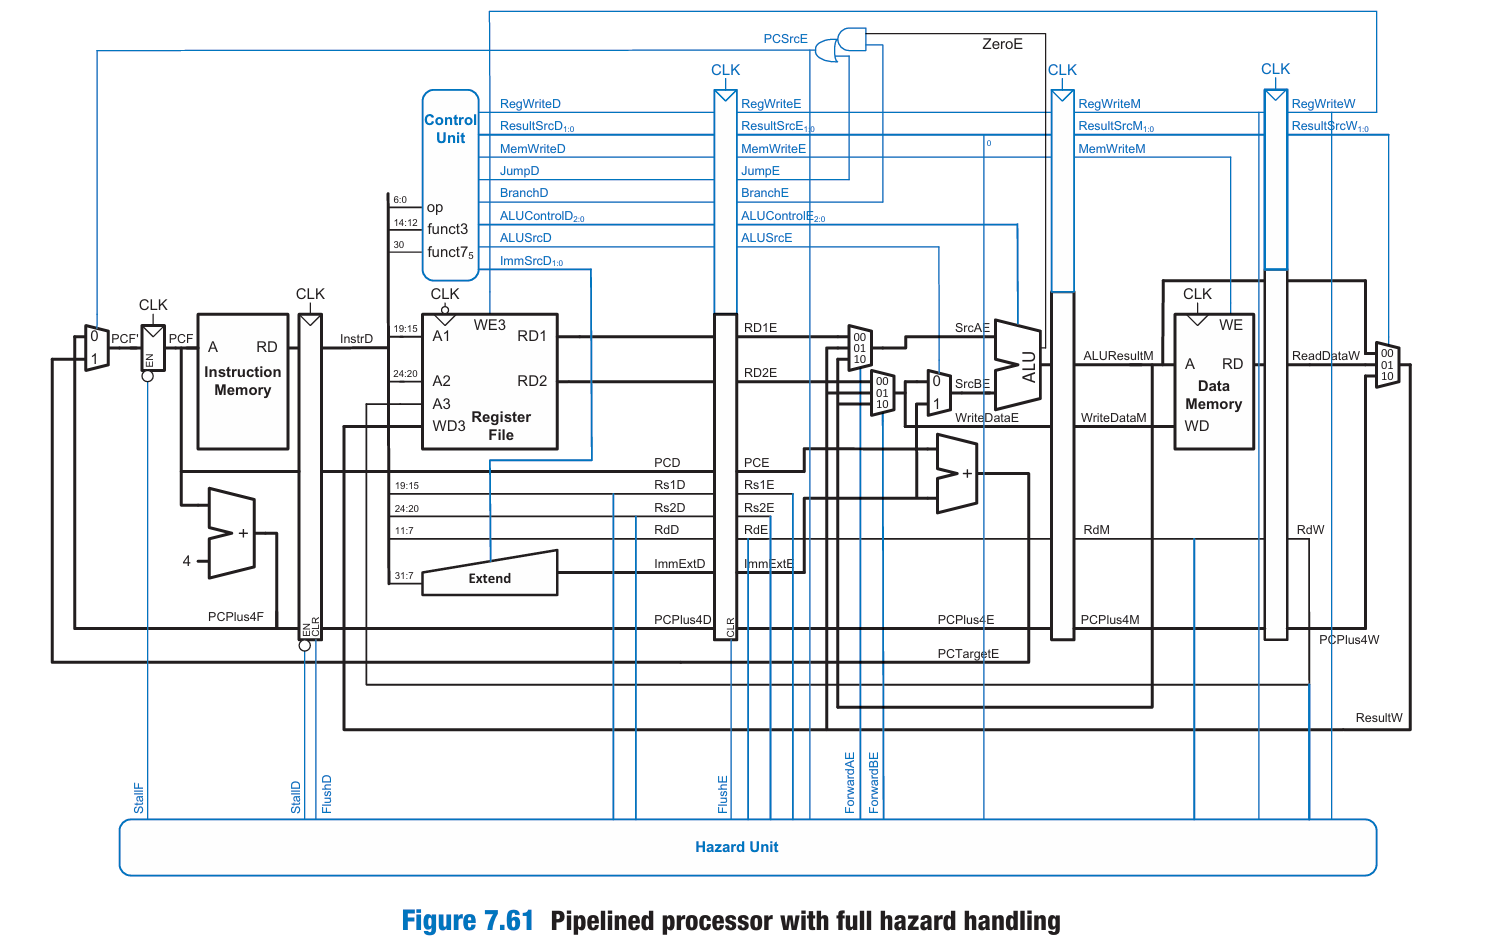 PCSrcE
ZeroE
CLK
CLK
CLK
Control
Unit
RegWriteD
RegWriteE
RegWriteM
RegWriteW
ResultSrcD1:0
ResultSrcE1:0
ResultSrcM1:0
ResultSrcW1:0
0
MemWriteD
MemWriteE
MemWriteM
JumpD
JumpE
BranchD
BranchE
ALUControlD2:0
ALUControlE2:0
ALUSrcD
ALUSrcE
ImmSrcD1:0
6:0
op
14:12
funct3
30
funct75
CLK
CLK
CLK
CLK
0
1
PCF'
EN
PCF
A
RD
Instruction
Memory
InstrD
19:15
A1
WE3
RD1
24:20
A2
RD2
A3
WD3
Register
File
RD1E
RD2E
00
01
10
00
01
10
0
1
SrcAE
SrcBE
ALU
WriteDataE
ALUResultM
WriteDataM
WE
A
RD
Data
Memory
WD
ReadDataW
00
01
10
PCD
PCE
19:15
Rs1D
Rs1E
24:20
Rs2D
Rs2E
11:7
RdD
RdE
RdM
RdW
+
4
+
31:7
Extend
ImmExtD
ImmExtE
PCPlus4F
EN
CLR
PCPlus4D
CLR
PCPlus4E
PCPlus4M
PCPlus4W
PCTargetE
ResultW
StallF
StallD
FlushD
FlushE
ForwardAE
ForwardBE
Hazard Unit
Figure 7.61 Pipelined processor with full hazard handling